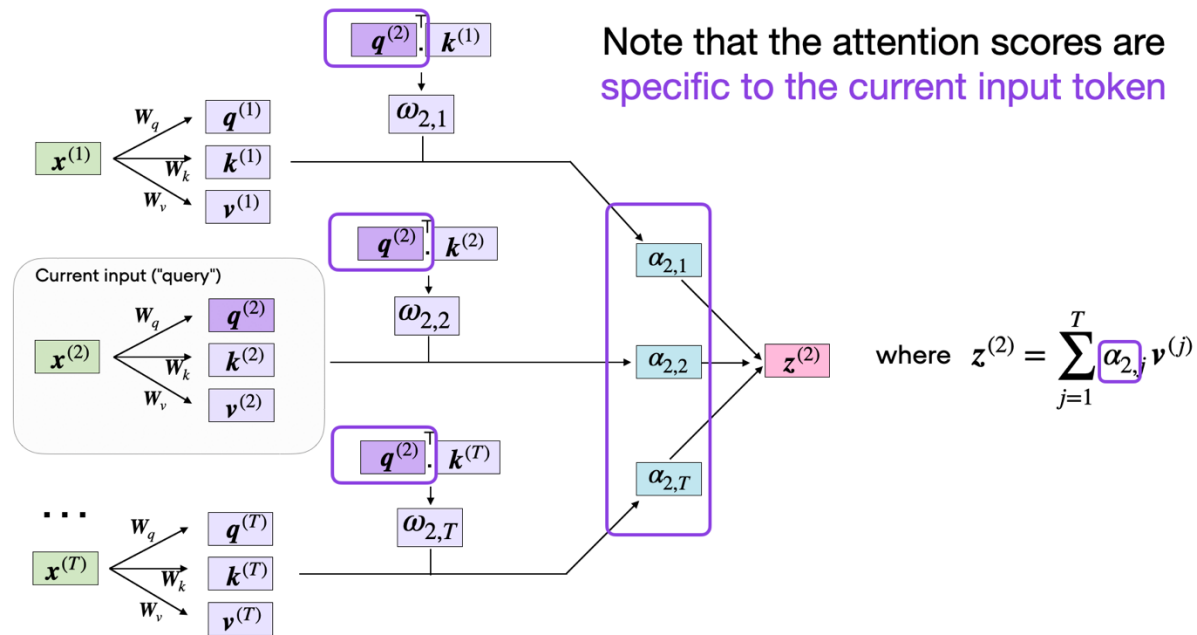 Note that the attention scores are
specific to the current input token
q⁽²⁾ᵀ . k⁽¹⁾
ω₂,₁
x⁽¹⁾
W_q
q⁽¹⁾
W_k
k⁽¹⁾
W_v
v⁽¹⁾
q⁽²⁾ᵀ . k⁽²⁾
ω₂,₂
Current input ("query")
x⁽²⁾
W_q
q⁽²⁾
W_k
k⁽²⁾
W_v
v⁽²⁾
q⁽²⁾ᵀ . k⁽ᵀ⁾
ω₂,T
...
x⁽ᵀ⁾
W_q
q⁽ᵀ⁾
W_k
k⁽ᵀ⁾
W_v
v⁽ᵀ⁾
α₂,₁
α₂,₂
α₂,T
z⁽²⁾
where z⁽²⁾ = ∑_{j=1}^{T} α₂,j v⁽ʲ⁾